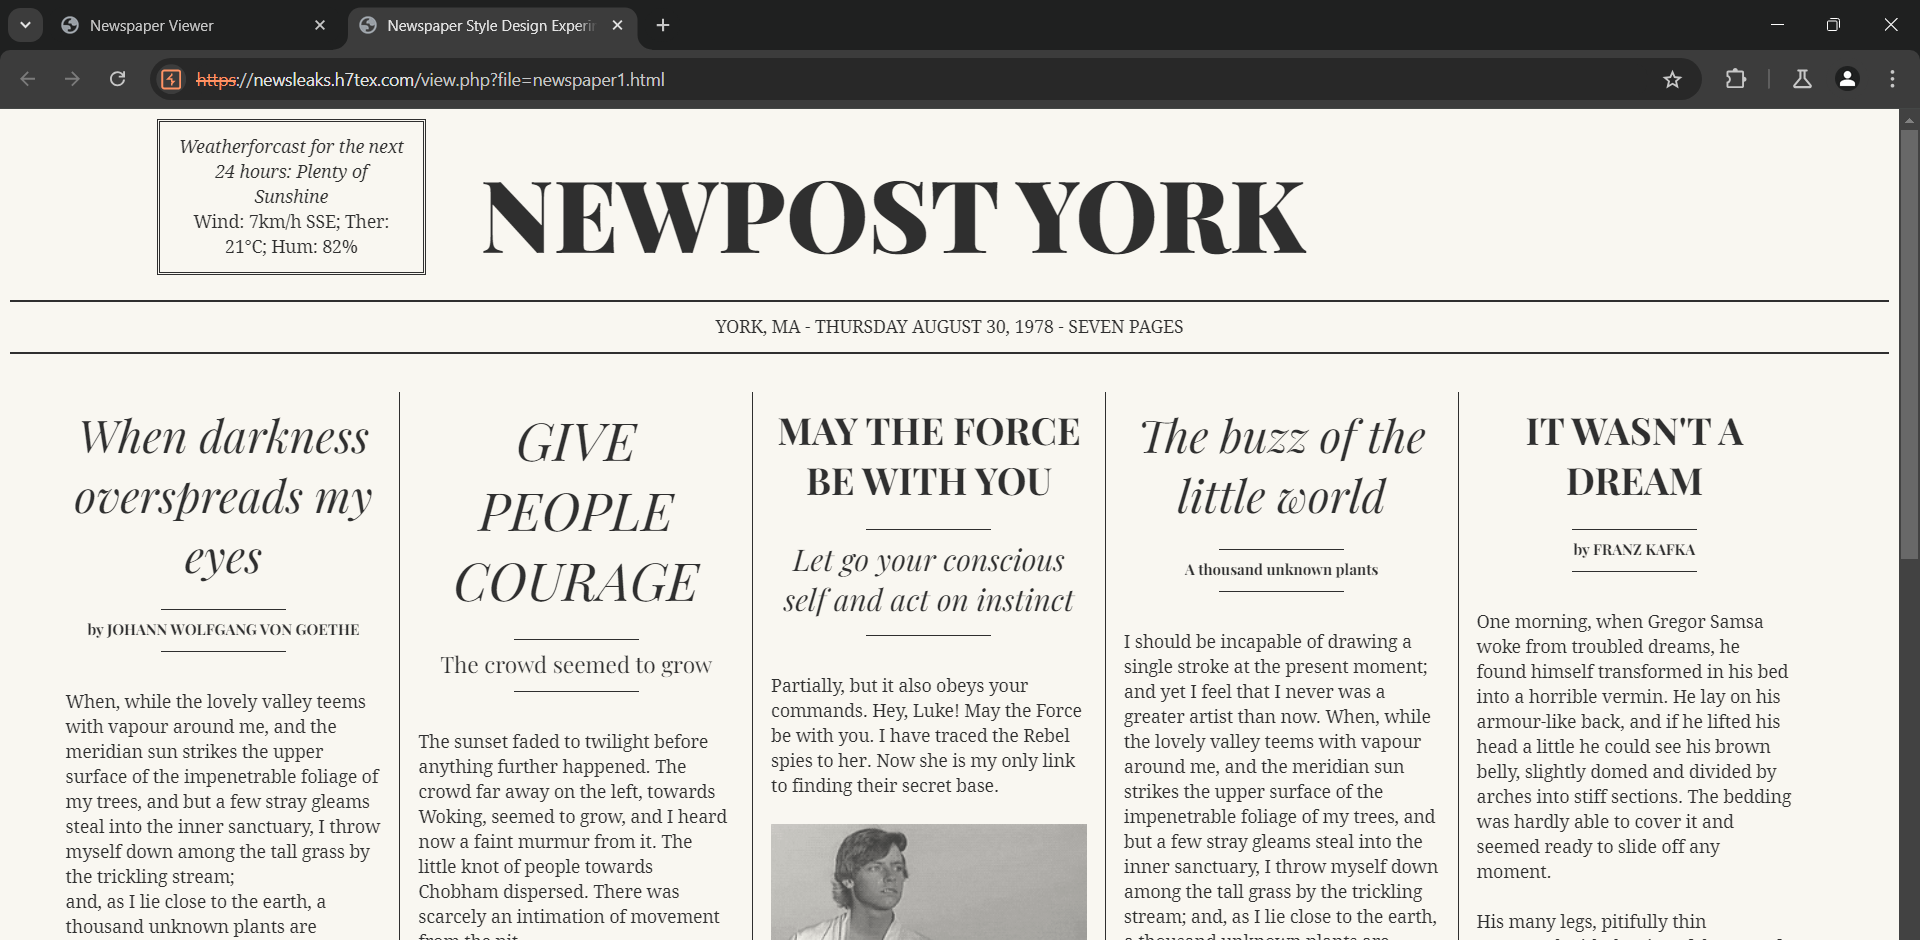 Newspaper Viewer
Newspaper Style Design Experin
https://newsleaks.h7tex.com/view.php?file=newspaper1.html
Weatherforcast for the next
24 hours: Plenty of
Sunshine
Wind: 7km/h SSE; Ther:
21°C; Hum: 82%
NEWPOST YORK
YORK, MA - THURSDAY AUGUST 30, 1978 - SEVEN PAGES
When darkness
overspreads my
eyes
by JOHANN WOLFGANG VON GOETHE
When, while the lovely valley teems
with vapour around me, and the
meridian sun strikes the upper
surface of the impenetrable foliage of
my trees, and but a few stray gleams
steal into the inner sanctuary, I throw
myself down among the tall grass by
the trickling stream;
and, as I lie close to the earth, a
thousand unknown plants are
GIVE
PEOPLE
COURAGE
The crowd seemed to grow
The sunset faded to twilight before
anything further happened. The
crowd far away on the left, towards
Woking, seemed to grow, and I heard
now a faint murmur from it. The
little knot of people towards
Chobham dispersed. There was
scarcely an intimation of movement
from the pit.
MAY THE FORCE
BE WITH YOU
Let go your conscious
self and act on instinct
Partially, but it also obeys your
commands. Hey, Luke! May the Force
be with you. I have traced the Rebel
spies to her. Now she is my only link
to finding their secret base.
The buzz of the
little world
A thousand unknown plants
I should be incapable of drawing a
single stroke at the present moment;
and yet I feel that I never was a
greater artist than now. When, while
the lovely valley teems with vapour
around me, and the meridian sun
strikes the upper surface of the
impenetrable foliage of my trees, and
but a few stray gleams steal into the
inner sanctuary, I throw myself down
among the tall grass by the trickling
stream; and, as I lie close to the earth,
a thousand unknown plants are
IT WASN'T A
DREAM
by FRANZ KAFKA
One morning, when Gregor Samsa
woke from troubled dreams, he
found himself transformed in his bed
into a horrible vermin. He lay on his
armour-like back, and if he lifted his
head a little he could see his brown
belly, slightly domed and divided by
arches into stiff sections. The bedding
was hardly able to cover it and
seemed ready to slide off any
moment.
His many legs, pitifully thin